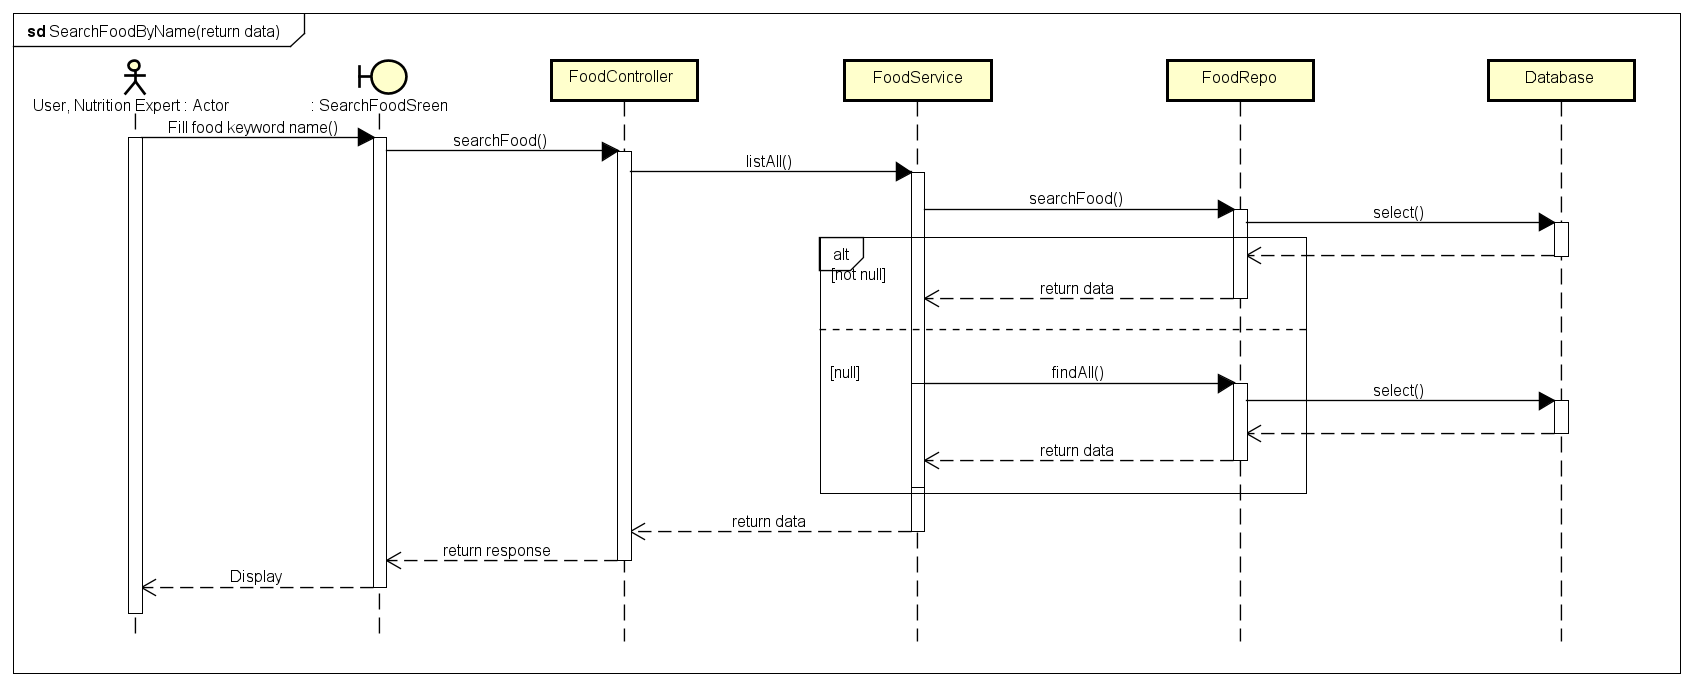 sd SearchFoodByName(return data)
User, Nutrition Expert : Actor
: SearchFoodSreen
FoodController
FoodService
FoodRepo
Database
Fill food keyword name()
searchFood()
listAll()
searchFood()
select()
alt
[not null]
return data
[null]
findAll()
select()
return data
return data
return response
Display